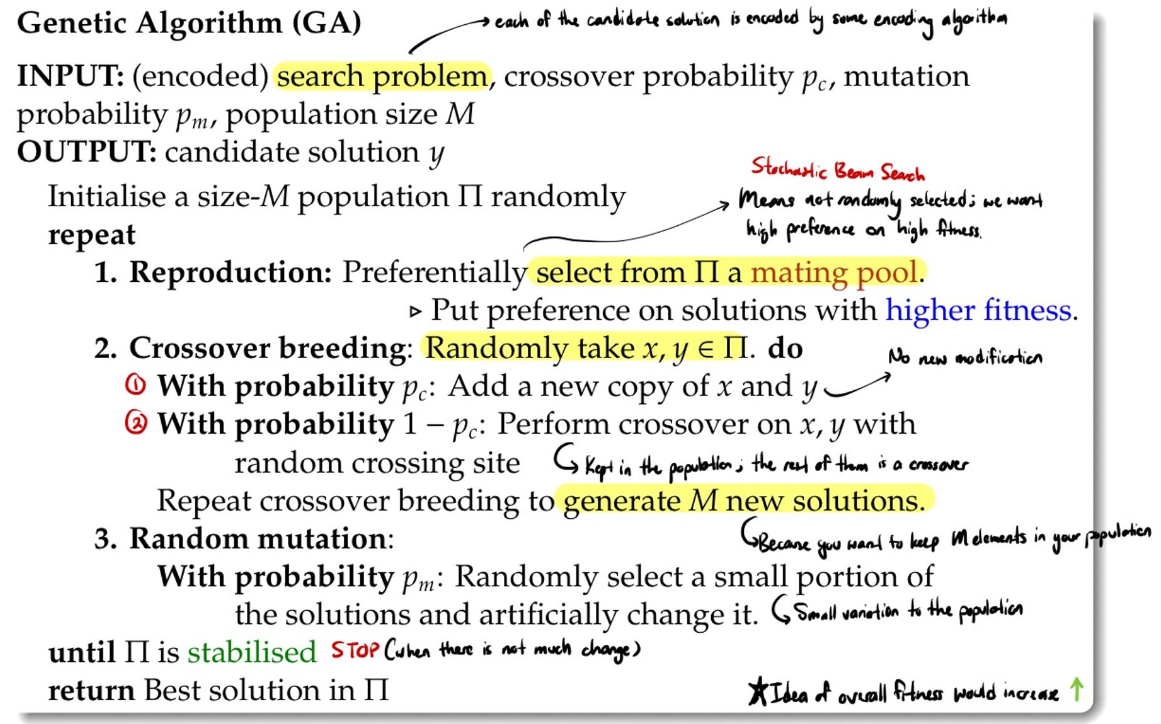 Genetic Algorithm (GA)
each of the candidate solution is encoded by some encoding algorithm
INPUT: (encoded) search problem, crossover probability p_c, mutation
probability p_m, population size M
OUTPUT: candidate solution y
Stochastic Beam Search
Initialise a size-M population Π randomly
Means not randomly selected; we want
high preference on high fitness.
repeat
1. Reproduction: Preferentially select from Π a mating pool.
▹ Put preference on solutions with higher fitness.
2. Crossover breeding: Randomly take x, y ∈ Π. do
No new modification
① With probability p_c: Add a new copy of x and y
② With probability 1 − p_c: Perform crossover on x, y with
random crossing site
Kept in the population; the rest of them is a crossover
Repeat crossover breeding to generate M new solutions.
3. Random mutation:
Because you want to keep M elements in your population
With probability p_m: Randomly select a small portion of
the solutions and artificially change it.
Small variation to the population
until Π is stabilised STOP (when there is not much change)
return Best solution in Π
★Idea of overall fitness would increase ↑